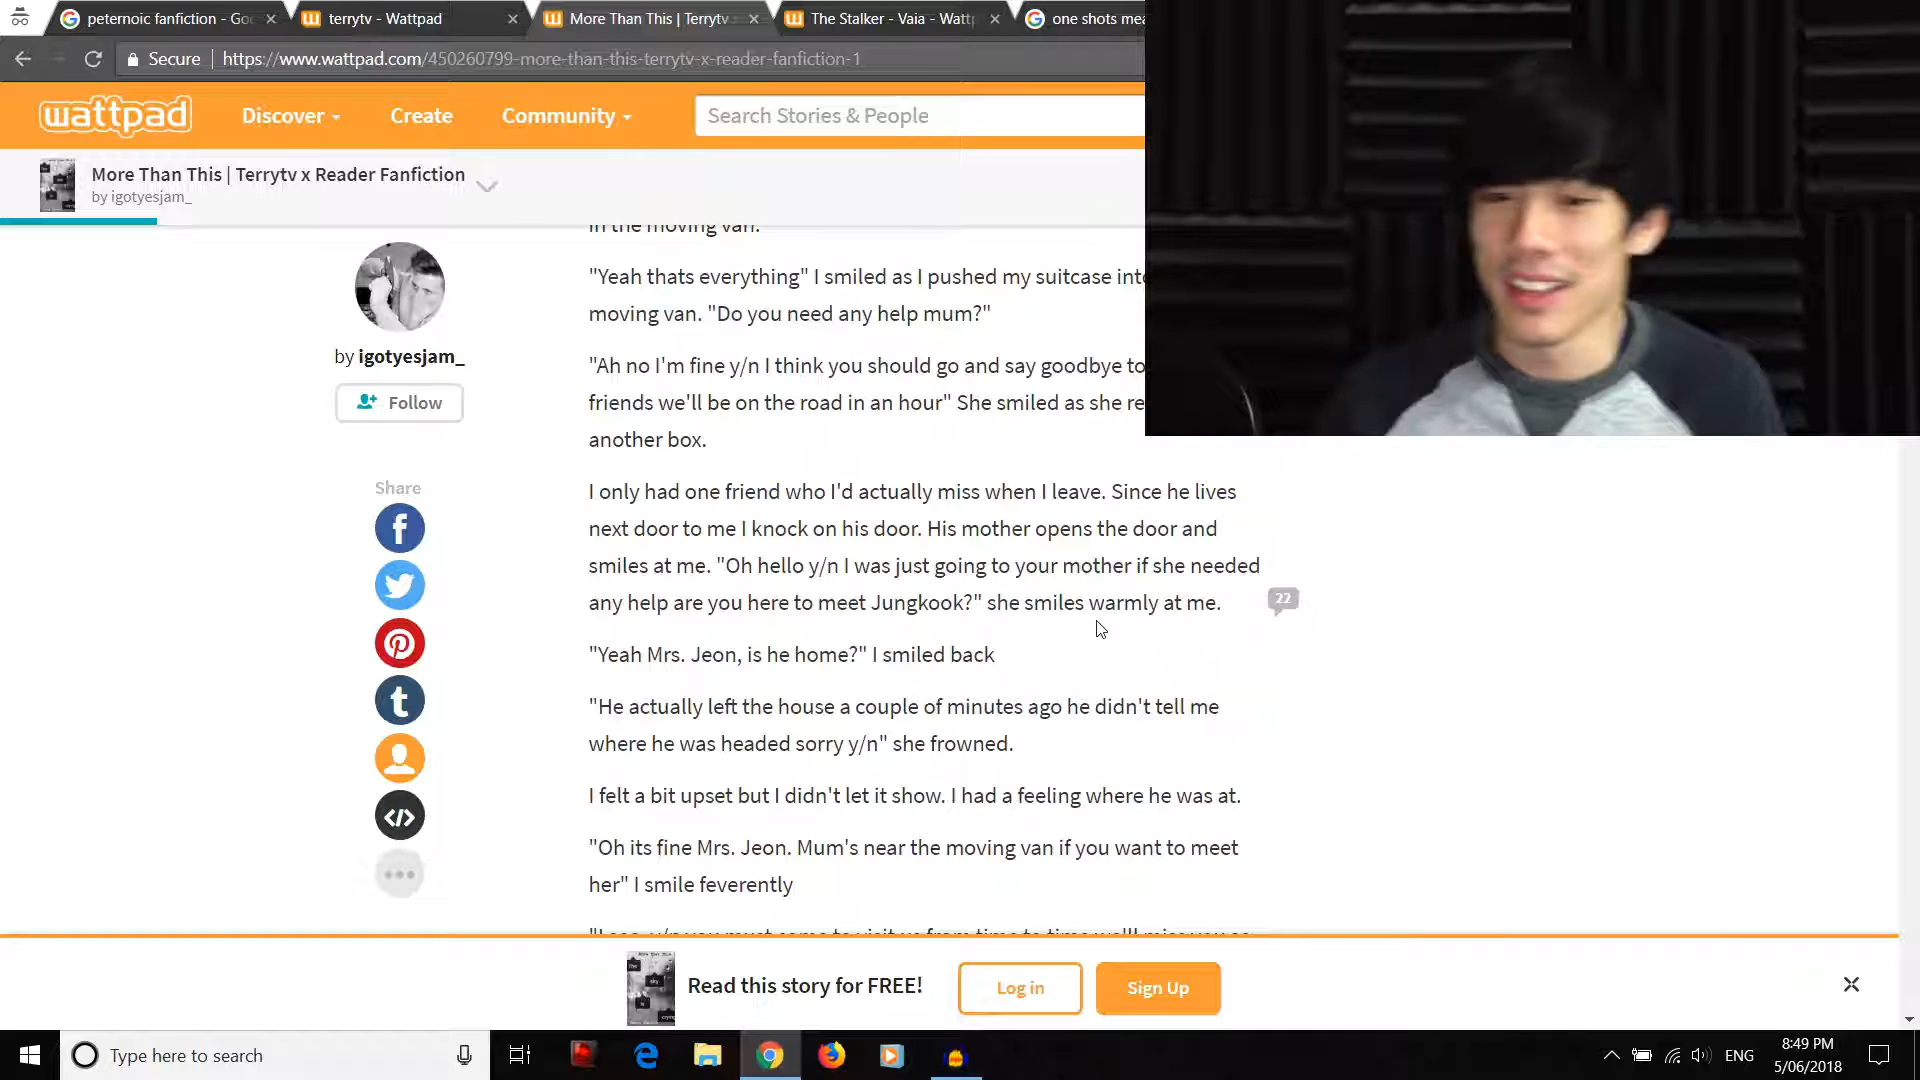 peternoic fanfiction - Go
terrytv - Wattpad
More Than This | Terrytv
The Stalker - Vaia - Watt
one shots mea
Secure
https://www.wattpad.com/450260799-more-than-this-terrytv-x-reader-fanfiction-1
wattpad
Discover
Create
Community
Search Stories & People
More Than This | Terrytv x Reader Fanfiction
by igotyesjam_
in the moving van.
"Yeah thats everything" I smiled as I pushed my suitcase into
moving van. "Do you need any help mum?"
"Ah no I'm fine y/n I think you should go and say goodbye to
friends we'll be on the road in an hour" She smiled as she re
another box.
I only had one friend who I'd actually miss when I leave. Since he lives
next door to me I knock on his door. His mother opens the door and
smiles at me. "Oh hello y/n I was just going to your mother if she needed
any help are you here to meet Jungkook?" she smiles warmly at me.
22
"Yeah Mrs. Jeon, is he home?" I smiled back
"He actually left the house a couple of minutes ago he didn't tell me
where he was headed sorry y/n" she frowned.
I felt a bit upset but I didn't let it show. I had a feeling where he was at.
"Oh its fine Mrs. Jeon. Mum's near the moving van if you want to meet
her" I smile feverently
by igotyesjam_
Follow
Share
Read this story for FREE!
Log in
Sign Up
Type here to search
ENG
8:49 PM
5/06/2018